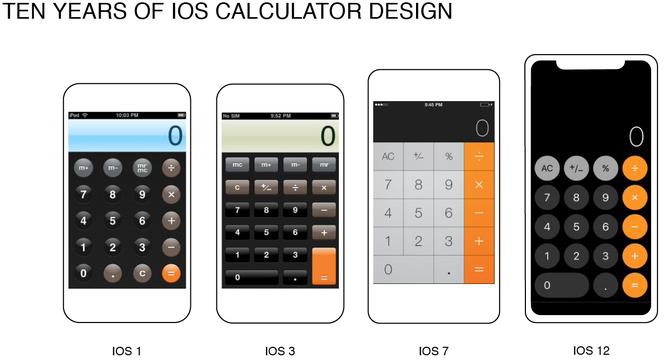 TEN YEARS OF IOS CALCULATOR DESIGN
iPod 10:03 PM
0
m+ m- mr mc ÷
7 8 9 ×
4 5 6 +
1 2 3 −
0 . c =
IOS 1
No SIM 9:52 PM
0
mc m+ m- mr
c +/− ÷ ×
7 8 9 −
4 5 6 +
1 2 3
0 . =
IOS 3
9:45 PM
0
AC +/− % ÷
7 8 9 ×
4 5 6 −
1 2 3 +
0 . =
IOS 7
0
AC +/− % ÷
7 8 9 ×
4 5 6 −
1 2 3 +
0 . =
IOS 12